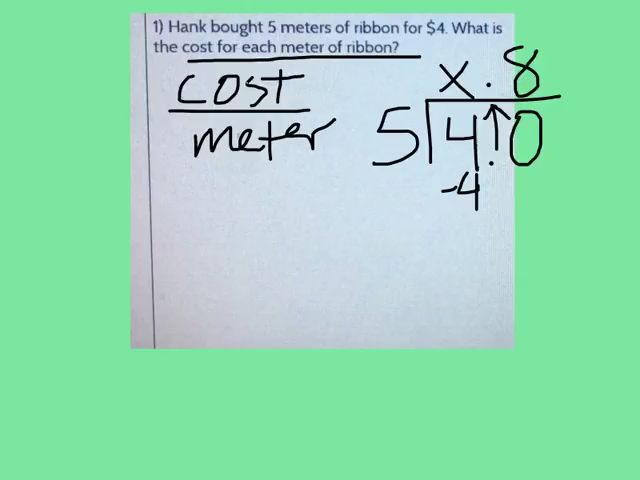 1) Hank bought 5 meters of ribbon for $4. What is
the cost for each meter of ribbon?
cost
meter
x.8
5 4.0
-4